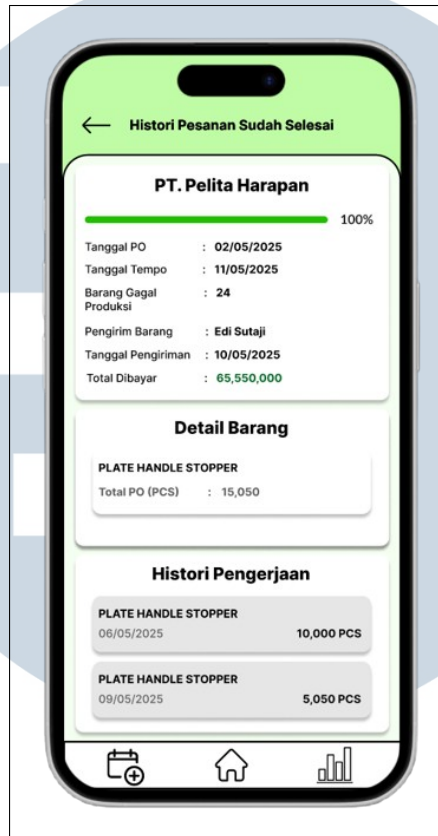 Histori Pesanan Sudah Selesai
PT. Pelita Harapan
100%
Tanggal PO : 02/05/2025
Tanggal Tempo : 11/05/2025
Barang Gagal : 24
Produksi
Pengirim Barang : Edi Sutaji
Tanggal Pengiriman : 10/05/2025
Total Dibayar : 65,550,000
Detail Barang
PLATE HANDLE STOPPER
Total PO (PCS) : 15,050
Histori Pengerjaan
PLATE HANDLE STOPPER
06/05/2025 10,000 PCS
PLATE HANDLE STOPPER
09/05/2025 5,050 PCS